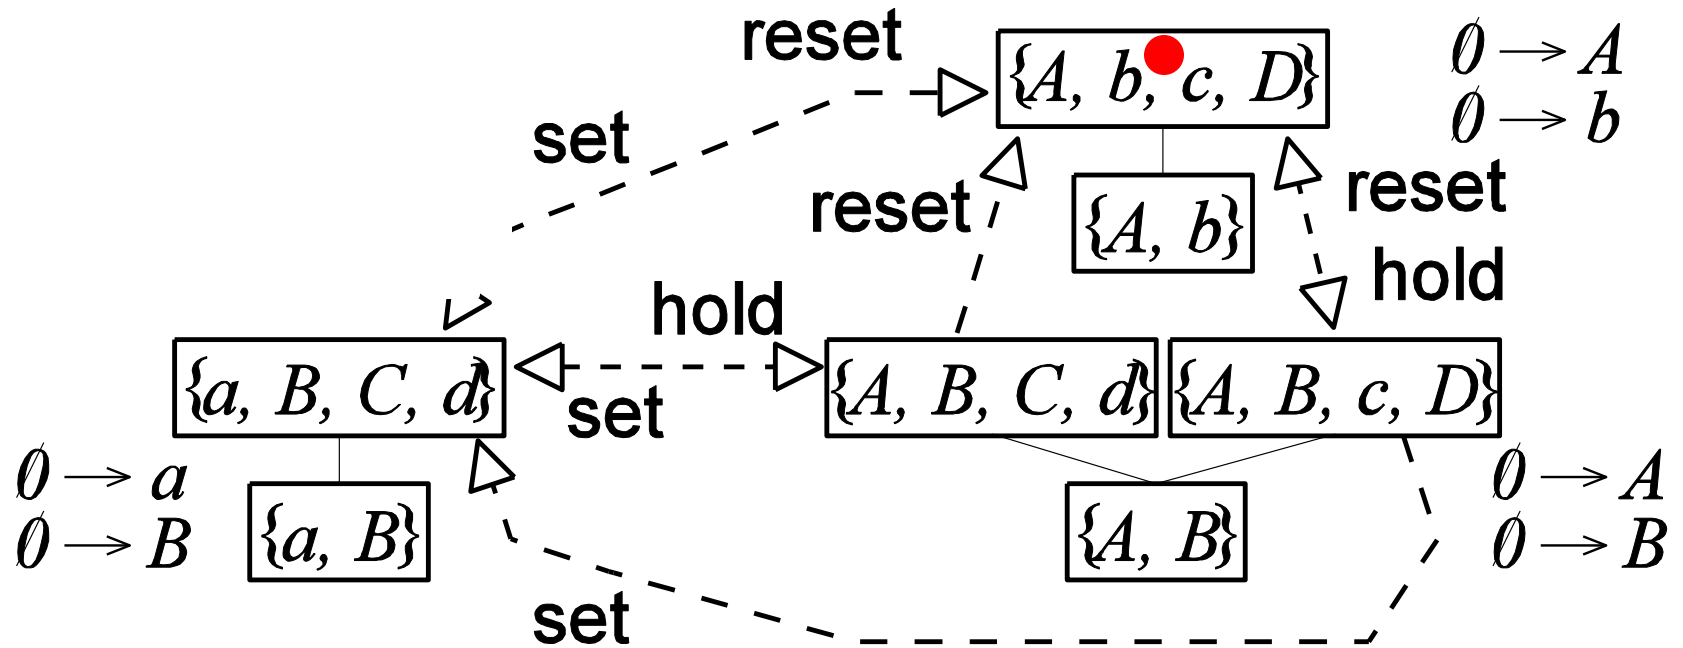 reset
{A, b, c, D}
∅ → A
∅ → b
set
reset
{A, b}
reset
hold
hold
{a, B, C, d}
set
{A, B, C, d}
{A, B, c, D}
∅ → a
∅ → B
{a, B}
{A, B}
∅ → A
∅ → B
set